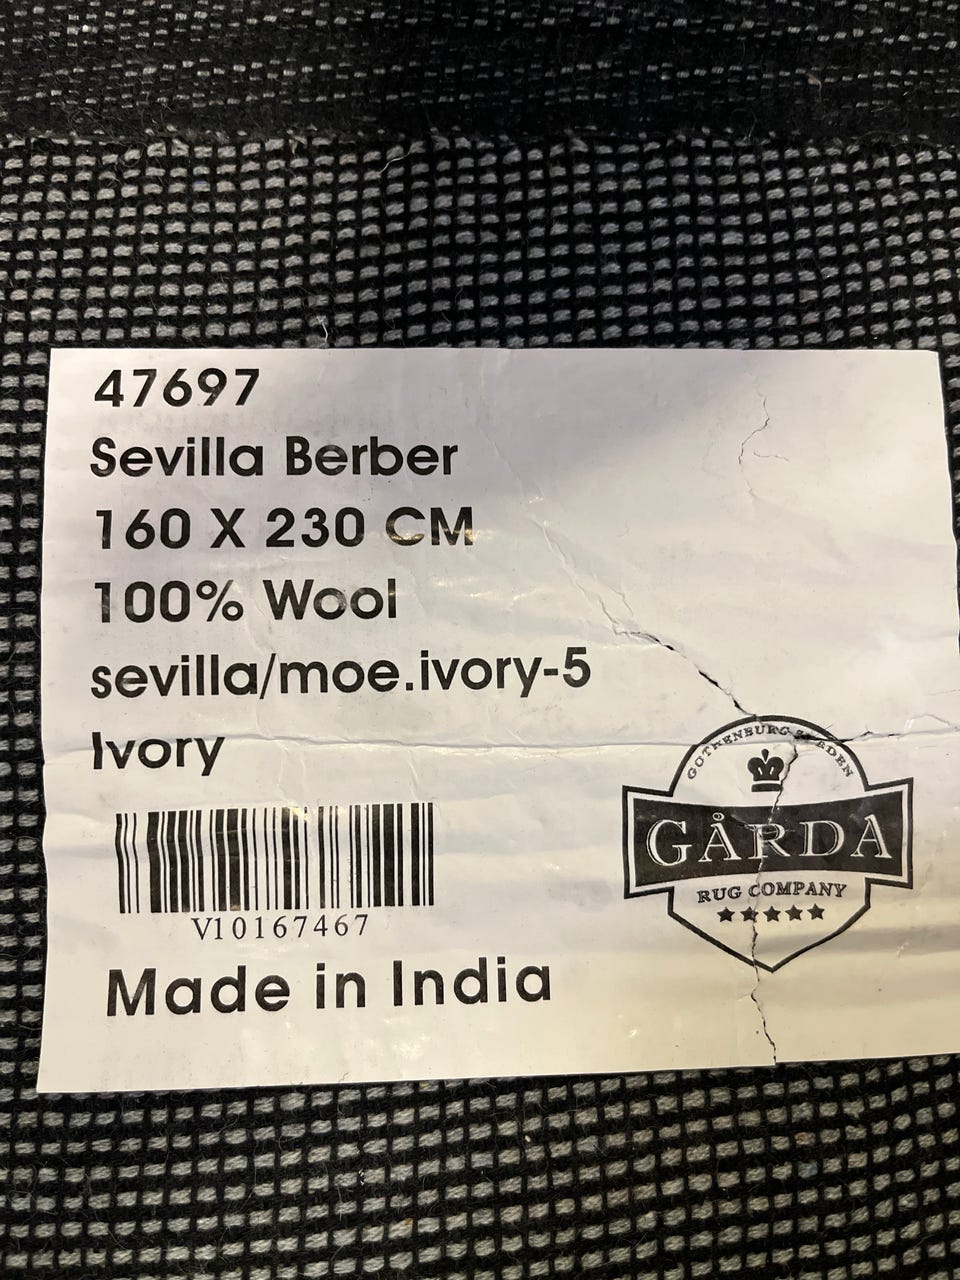 47697
Sevilla Berber
160 X 230 CM
100% Wool
sevilla/moe.ivory-5
Ivory
V10167467
Made in India
GOTHENBURG SWEDEN
GÅRDA
RUG COMPANY